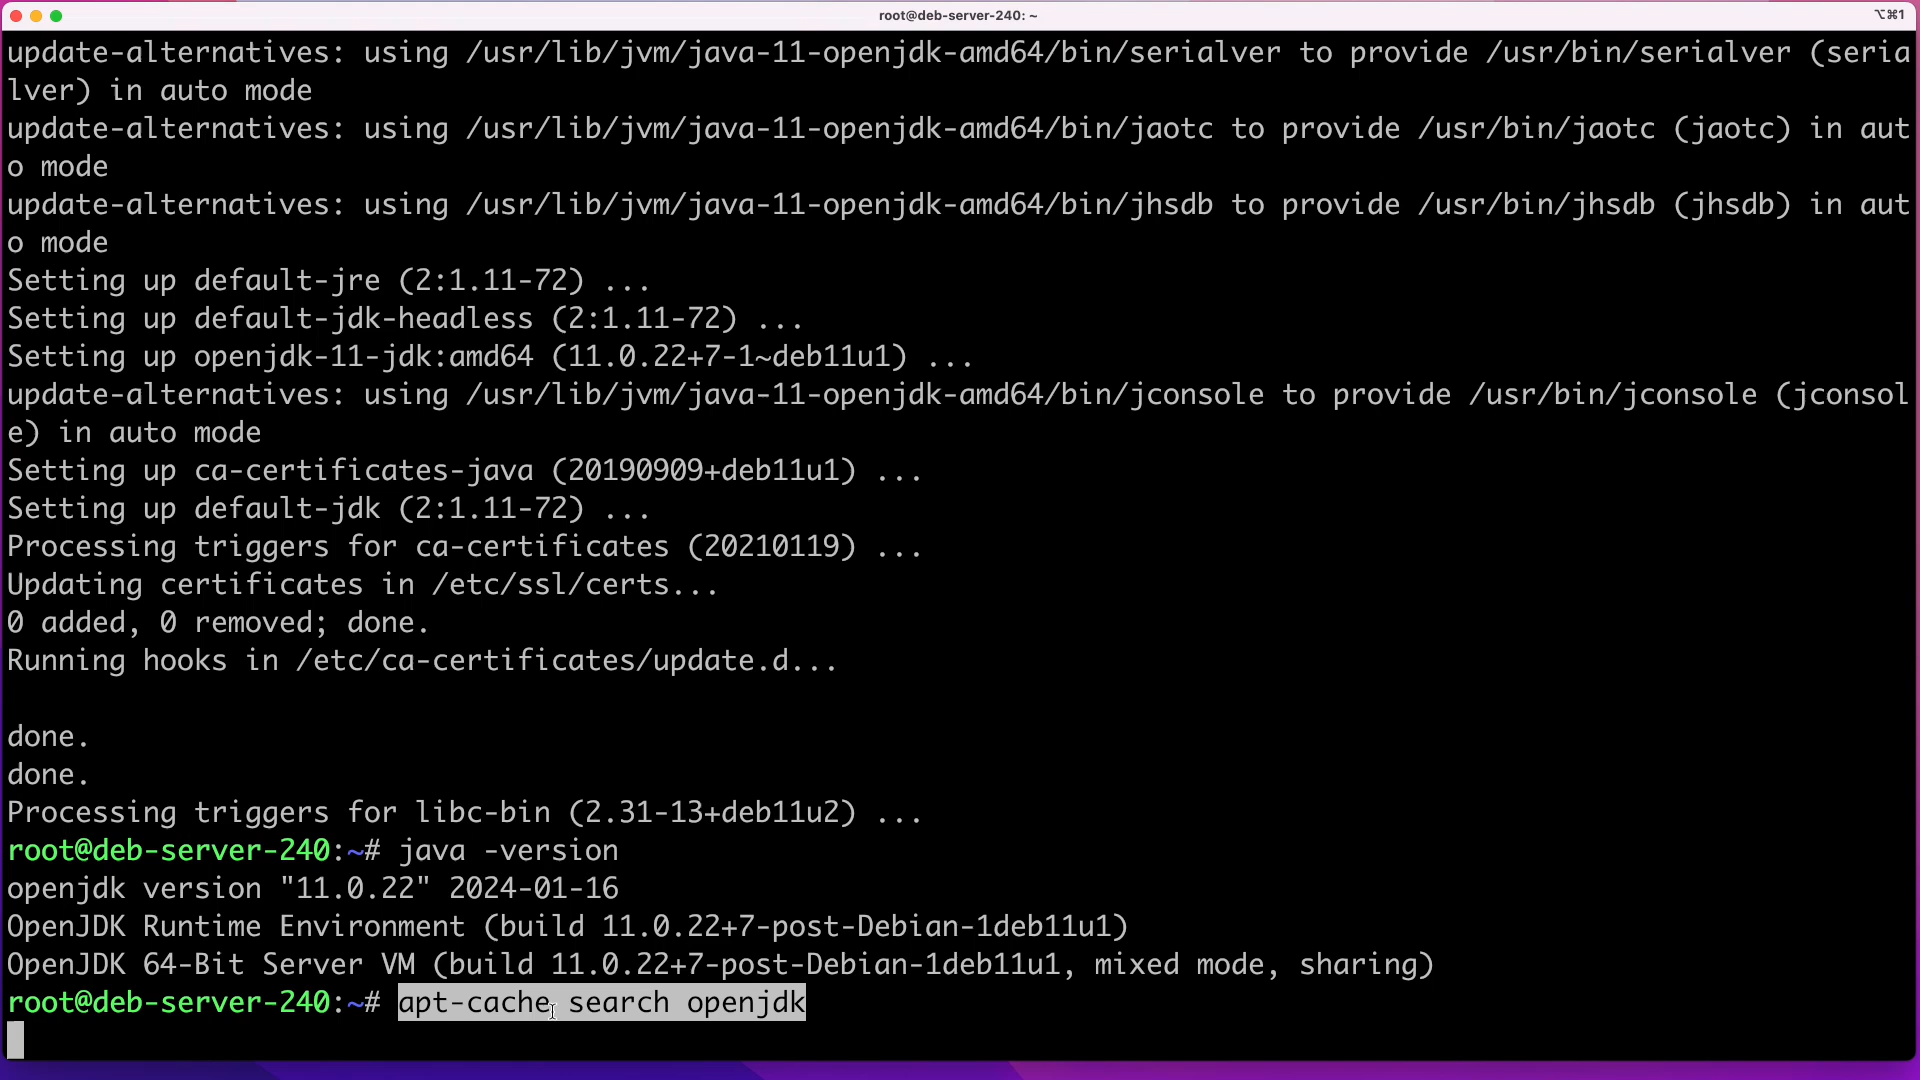 root@deb-server-240: ~
⌥⌘1
update-alternatives: using /usr/lib/jvm/java-11-openjdk-amd64/bin/serialver to provide /usr/bin/serialver (seria
lver) in auto mode
update-alternatives: using /usr/lib/jvm/java-11-openjdk-amd64/bin/jaotc to provide /usr/bin/jaotc (jaotc) in aut
o mode
update-alternatives: using /usr/lib/jvm/java-11-openjdk-amd64/bin/jhsdb to provide /usr/bin/jhsdb (jhsdb) in aut
o mode
Setting up default-jre (2:1.11-72) ...
Setting up default-jdk-headless (2:1.11-72) ...
Setting up openjdk-11-jdk:amd64 (11.0.22+7-1~deb11u1) ...
update-alternatives: using /usr/lib/jvm/java-11-openjdk-amd64/bin/jconsole to provide /usr/bin/jconsole (jconsol
e) in auto mode
Setting up ca-certificates-java (20190909+deb11u1) ...
Setting up default-jdk (2:1.11-72) ...
Processing triggers for ca-certificates (20210119) ...
Updating certificates in /etc/ssl/certs...
0 added, 0 removed; done.
Running hooks in /etc/ca-certificates/update.d...
done.
done.
Processing triggers for libc-bin (2.31-13+deb11u2) ...
root@deb-server-240:~# java -version
openjdk version "11.0.22" 2024-01-16
OpenJDK Runtime Environment (build 11.0.22+7-post-Debian-1deb11u1)
OpenJDK 64-Bit Server VM (build 11.0.22+7-post-Debian-1deb11u1, mixed mode, sharing)
root@deb-server-240:~# apt-cache search openjdk